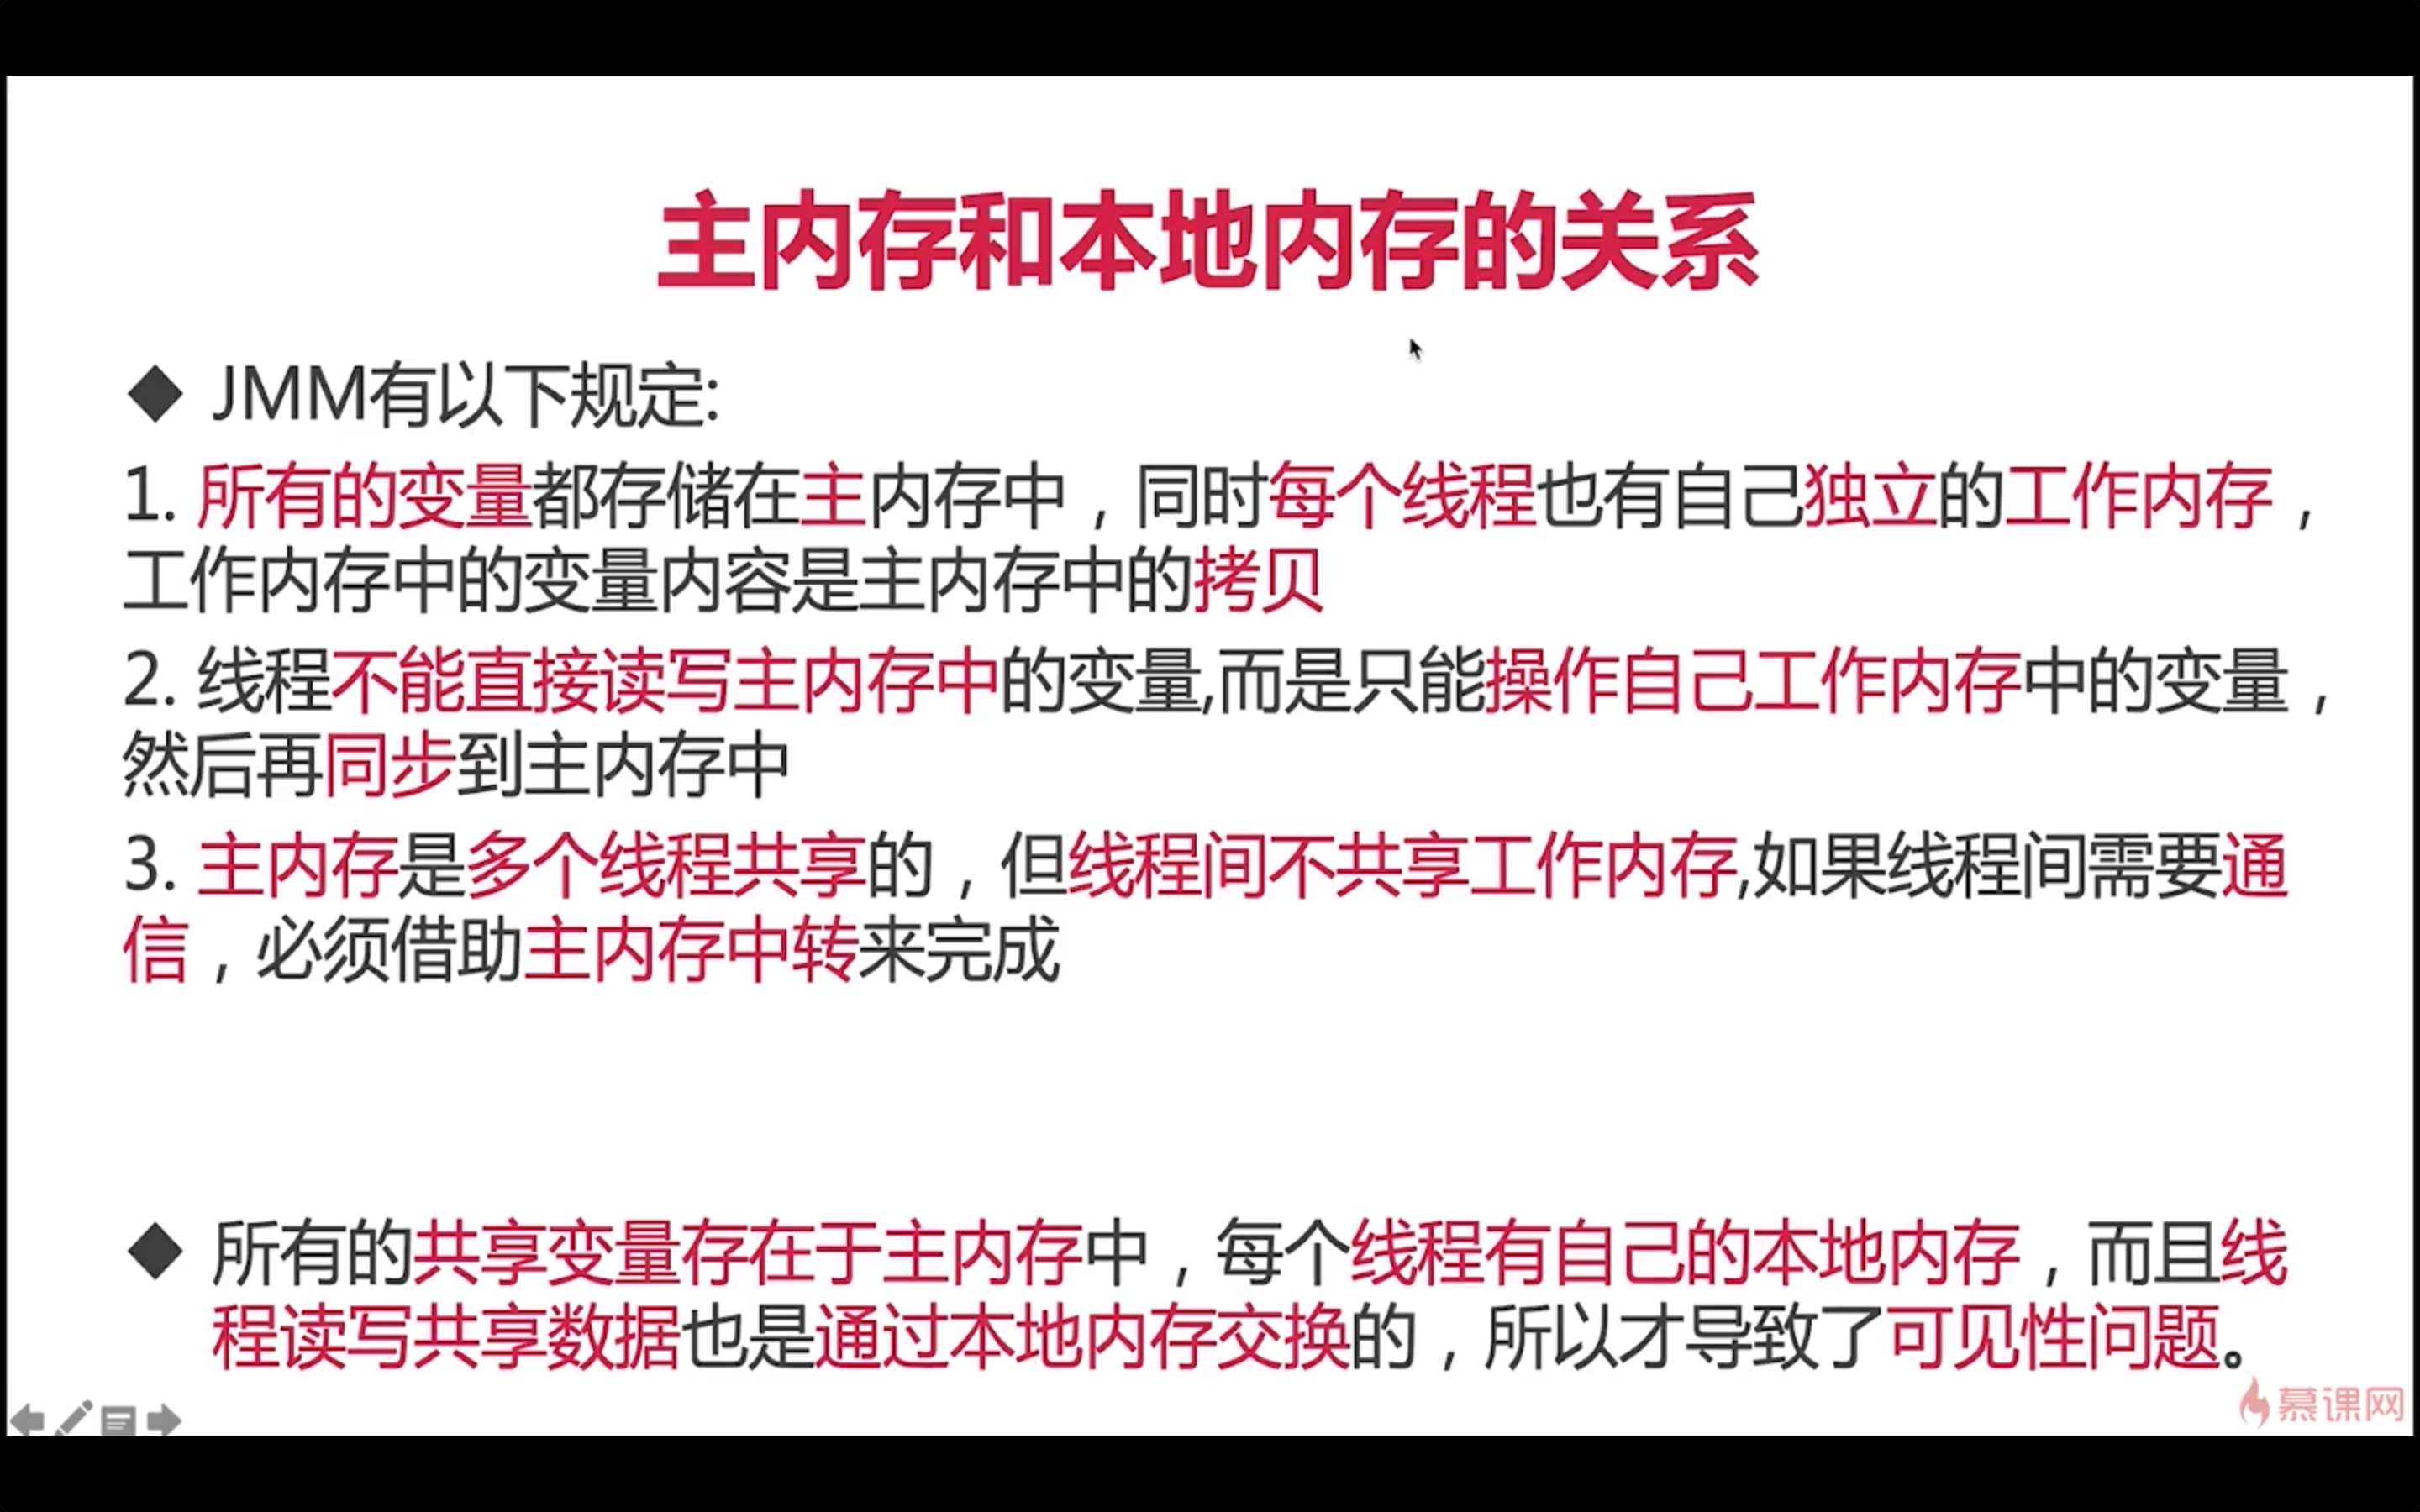 主内存和本地内存的关系
◆ JMM有以下规定:
1. 所有的变量都存储在主内存中，同时每个线程也有自己独立的工作内存，
工作内存中的变量内容是主内存中的拷贝
2. 线程不能直接读写主内存中的变量,而是只能操作自己工作内存中的变量，
然后再同步到主内存中
3. 主内存是多个线程共享的，但线程间不共享工作内存,如果线程间需要通
信，必须借助主内存中转来完成
◆ 所有的共享变量存在于主内存中，每个线程有自己的本地内存，而且线
程读写共享数据也是通过本地内存交换的，所以才导致了可见性问题。
慕课网